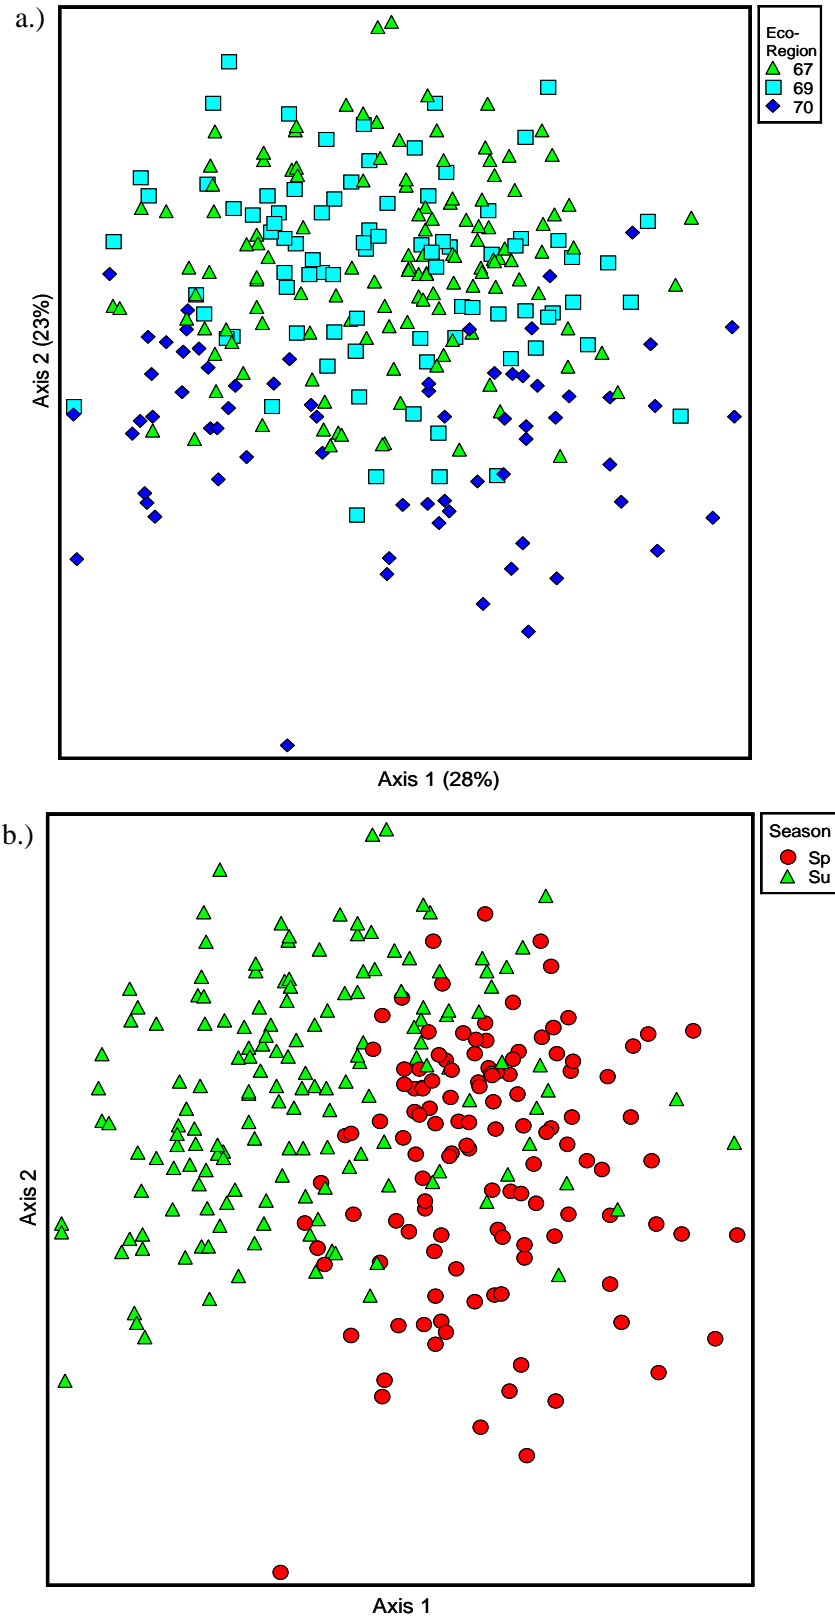 a.)
Eco-
Region
67
69
70
Axis 2 (23%)
Axis 1 (28%)
b.)
Season
Sp
Su
Axis 2
Axis 1